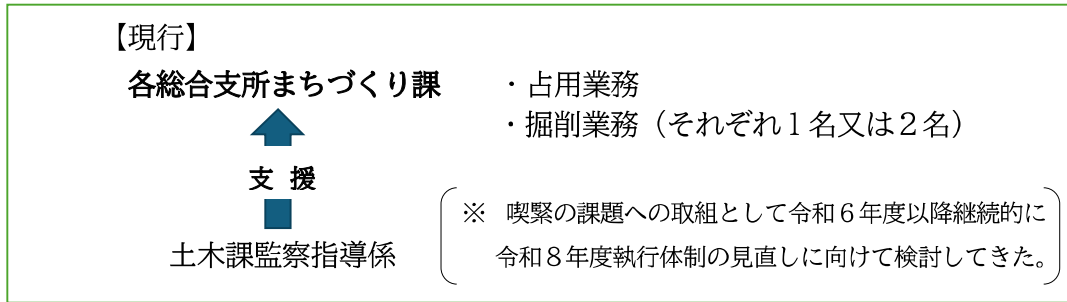 【現行】
各総合支所まちづくり課　・占用業務
・掘削業務（それぞれ１名又は２名）
支 援
※　喫緊の課題への取組として令和６年度以降継続的に
令和８年度執行体制の見直しに向けて検討してきた。
土木課監察指導係